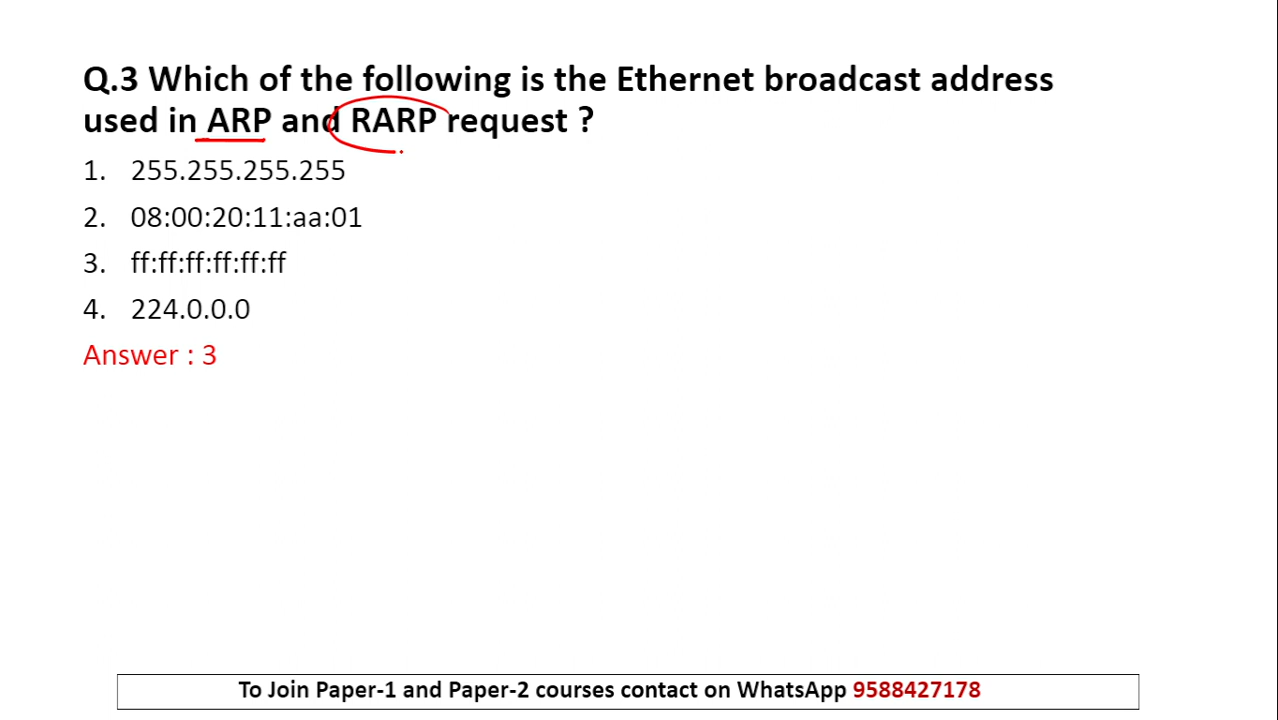 Q.3 Which of the following is the Ethernet broadcast address
used in ARP and RARP request ?
1. 255.255.255.255
2. 08:00:20:11:aa:01
3. ff:ff:ff:ff:ff:ff
4. 224.0.0.0
Answer : 3
To Join Paper-1 and Paper-2 courses contact on WhatsApp 9588427178